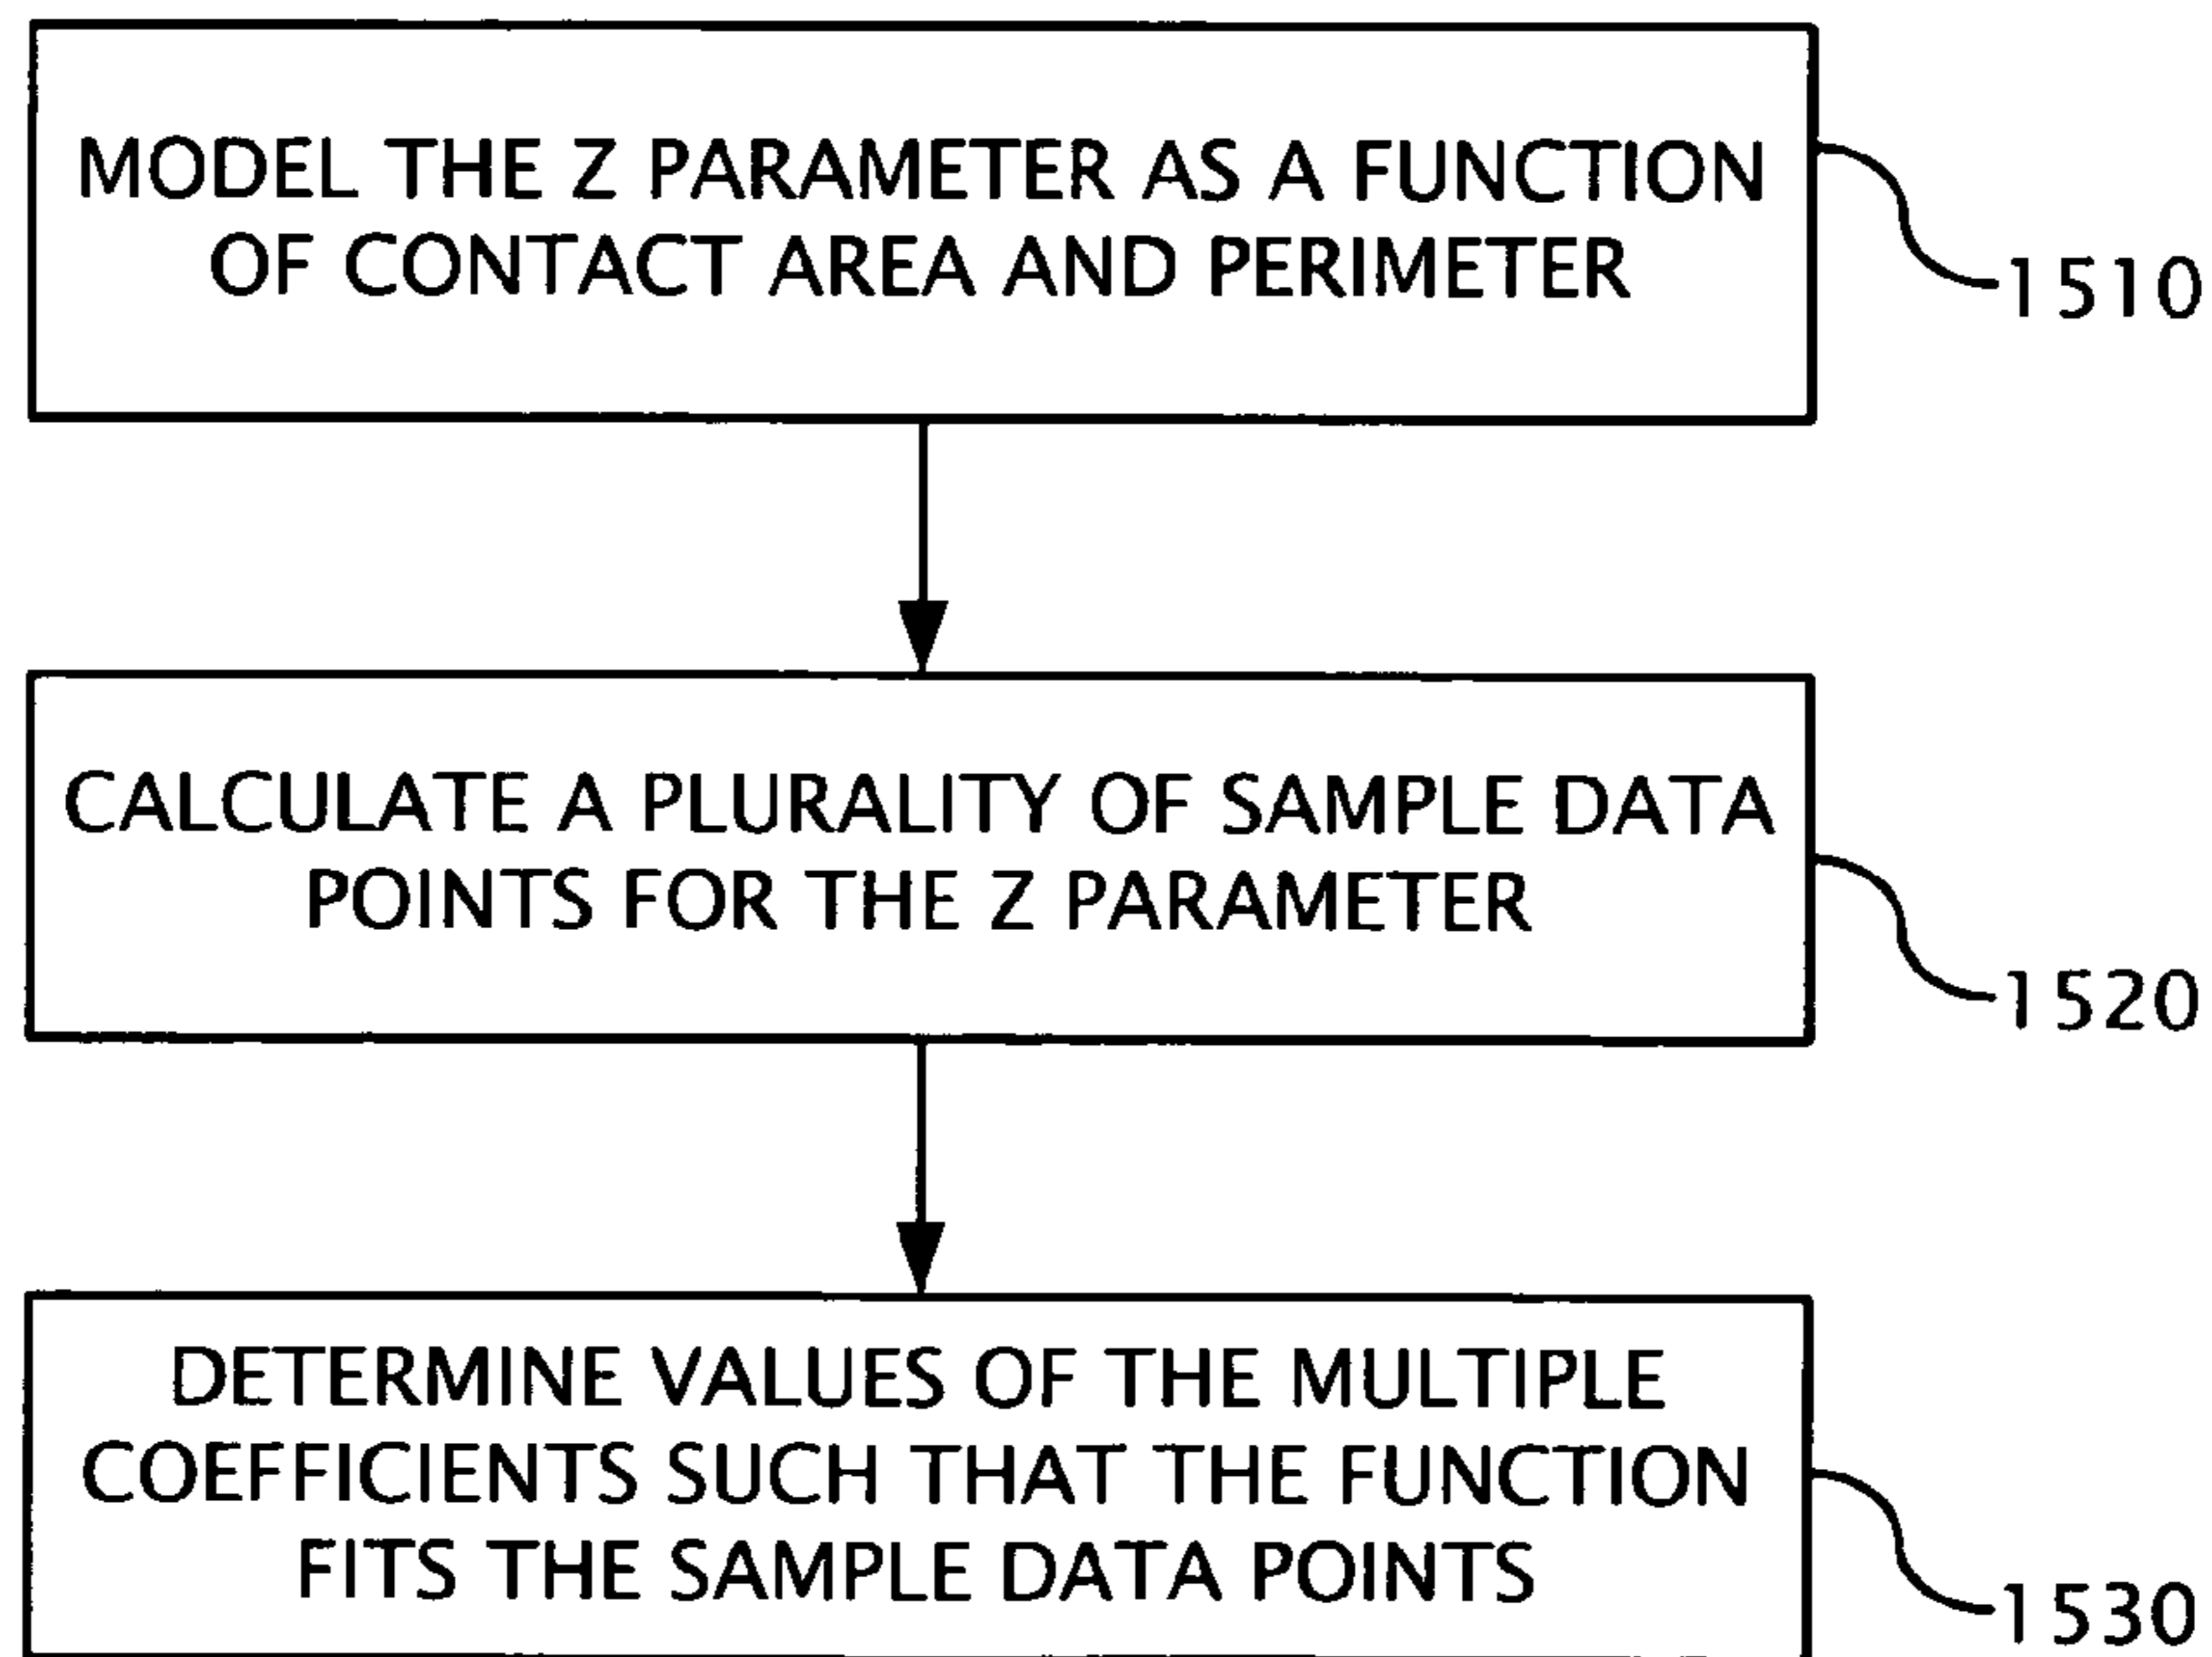 MODEL THE Z PARAMETER AS A FUNCTION
OF CONTACT AREA AND PERIMETER
1510
CALCULATE A PLURALITY OF SAMPLE DATA
POINTS FOR THE Z PARAMETER
1520
DETERMINE VALUES OF THE MULTIPLE
COEFFICIENTS SUCH THAT THE FUNCTION
FITS THE SAMPLE DATA POINTS
1530